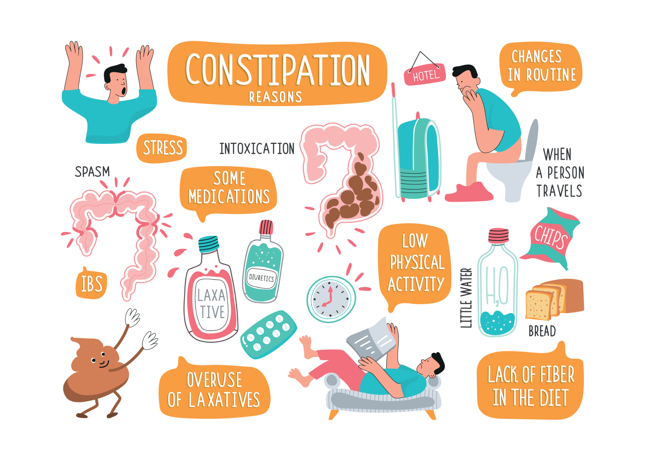 CONSTIPATION
REASONS
HOTEL
CHANGES
IN ROUTINE
STRESS
INTOXICATION
WHEN
A PERSON
TRAVELS
SPASM
SOME
MEDICATIONS
IBS
LAXA
TIVE
DIURETICS
LOW
PHYSICAL
ACTIVITY
LITTLE WATER
H2O
CHIPS
BREAD
OVERUSE
OF LAXATIVES
LACK OF FIBER
IN THE DIET